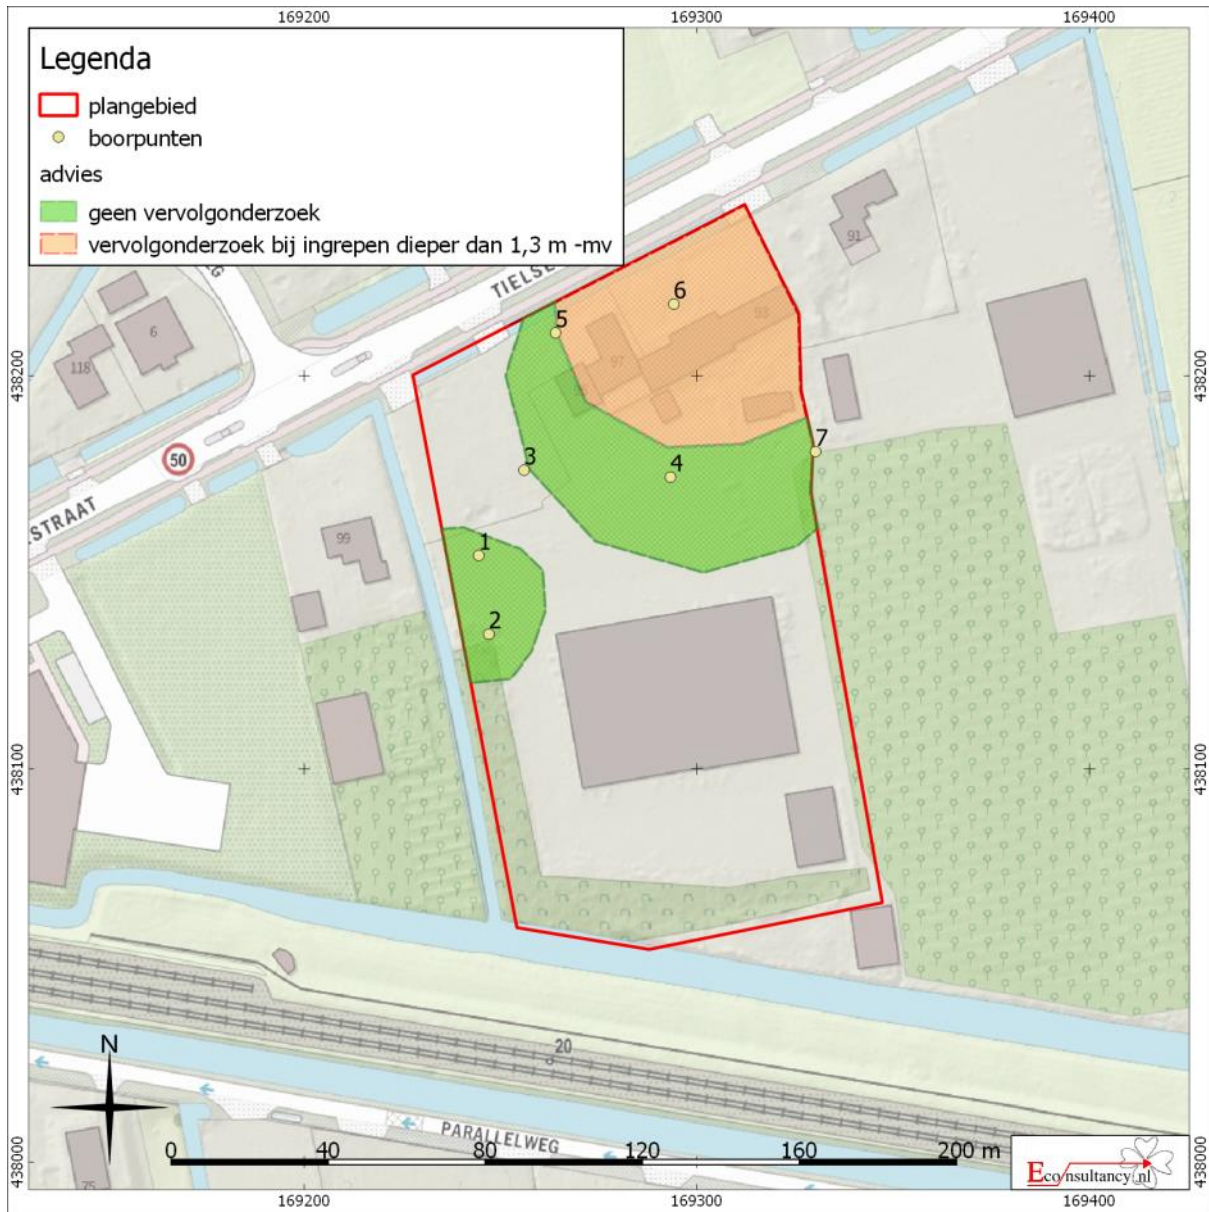 169200 169300 169400
Legenda
plangebied
boorpunten
advies
geen vervolgonderzoek
vervolgonderzoek bij ingrepen dieper dan 1,3 m -mv
91
6
93
5
TIELSE
6
118
97
438200
438200
7
3
4
50
STRAAT
99
1
2
438100
438100
N
20
PARALLELWEG
0 40 80 120 160 200 m
75
Econsultancy.nl
438000
438000
169200 169300 169400